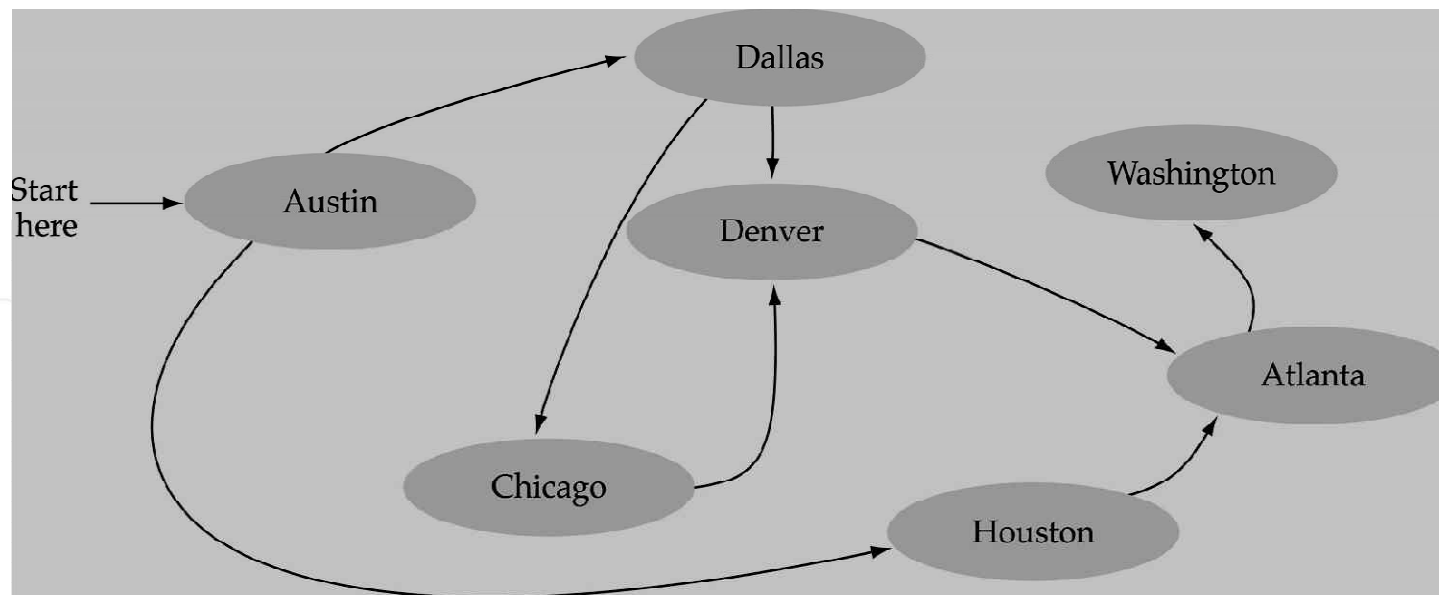 Dallas
Washington
Start
here
Austin
Denver
Atlanta
Chicago
Houston